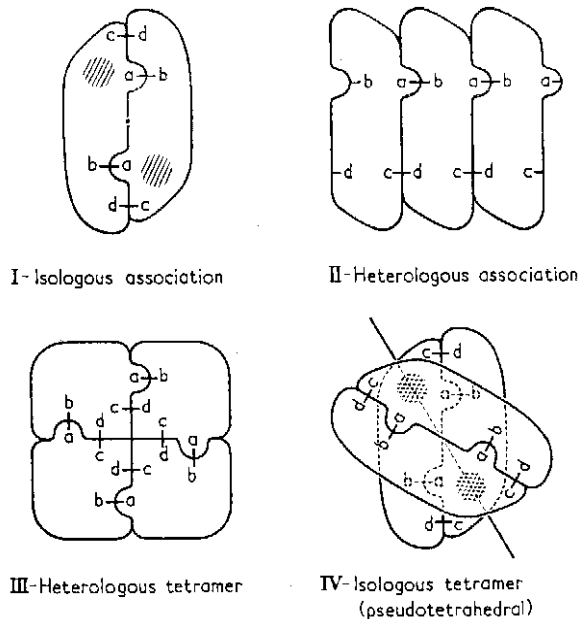 c d
a b
b a
d c
I-Isologous association
b a b a b a
d c d c d c
II-Heterologous association
a b
b c d
d c
a a
c d
d c b
b a
III-Heterologous tetramer
c d
c
d a b
a b
b a d
b a c
d c
IV-Isologous tetramer
(pseudotetrahedral)